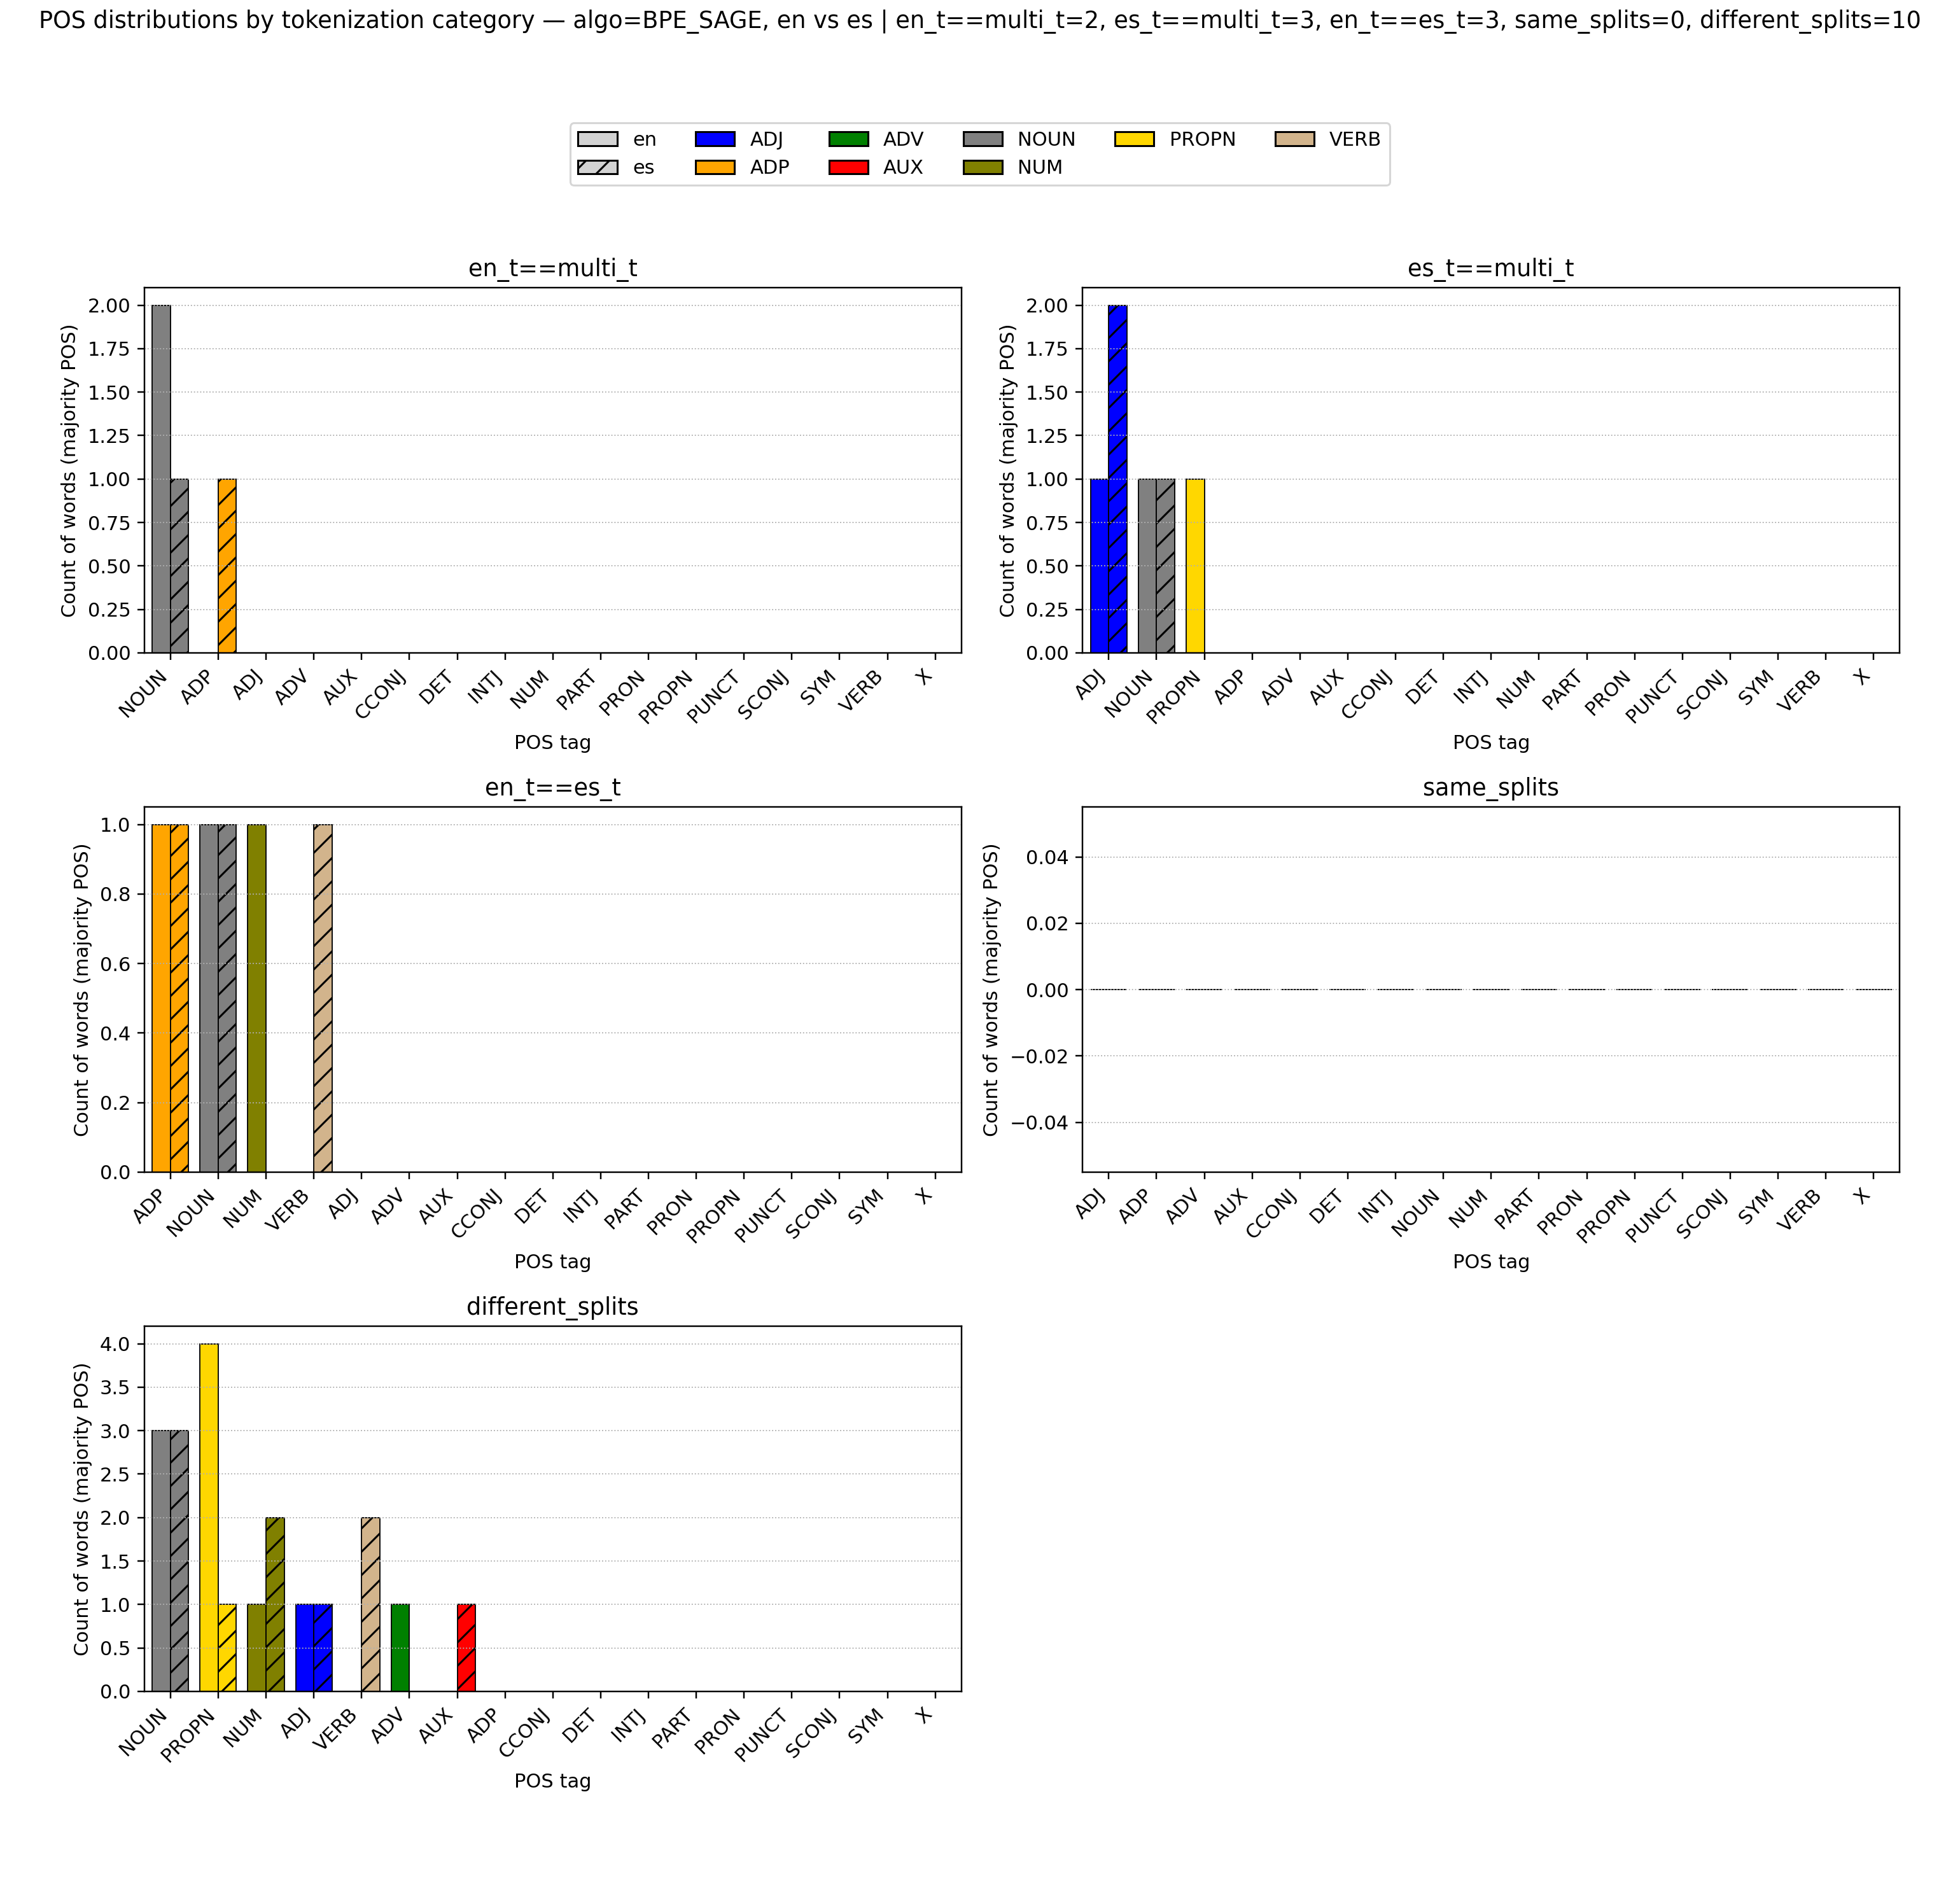 POS distributions by tokenization category — algo=BPE_SAGE, en vs es | en_t==multi_t=2, es_t==multi_t=3, en_t==es_t=3, same_splits=0, different_splits=10
en ADJ ADV NOUN PROPN VERB
es ADP AUX NUM
en_t==multi_t
Count of words (majority POS)
2.00
1.75
1.50
1.25
1.00
0.75
0.50
0.25
0.00
NOUN ADP ADJ ADV AUX CCONJ DET INTJ NUM PART PRON PROPN PUNCT SCONJ SYM VERB X
POS tag
es_t==multi_t
Count of words (majority POS)
2.00
1.75
1.50
1.25
1.00
0.75
0.50
0.25
0.00
ADJ NOUN PROPN ADP ADV AUX CCONJ DET INTJ NUM PART PRON PUNCT SCONJ SYM VERB X
POS tag
en_t==es_t
Count of words (majority POS)
1.0
0.8
0.6
0.4
0.2
0.0
ADP NOUN NUM VERB ADJ ADV AUX CCONJ DET INTJ PART PRON PROPN PUNCT SCONJ SYM X
POS tag
same_splits
Count of words (majority POS)
0.04
0.02
0.00
−0.02
−0.04
ADJ ADP ADV AUX CCONJ DET INTJ NOUN NUM PART PRON PROPN PUNCT SCONJ SYM VERB X
POS tag
different_splits
Count of words (majority POS)
4.0
3.5
3.0
2.5
2.0
1.5
1.0
0.5
0.0
NOUN PROPN NUM ADJ VERB ADV AUX ADP CCONJ DET INTJ PART PRON PUNCT SCONJ SYM X
POS tag